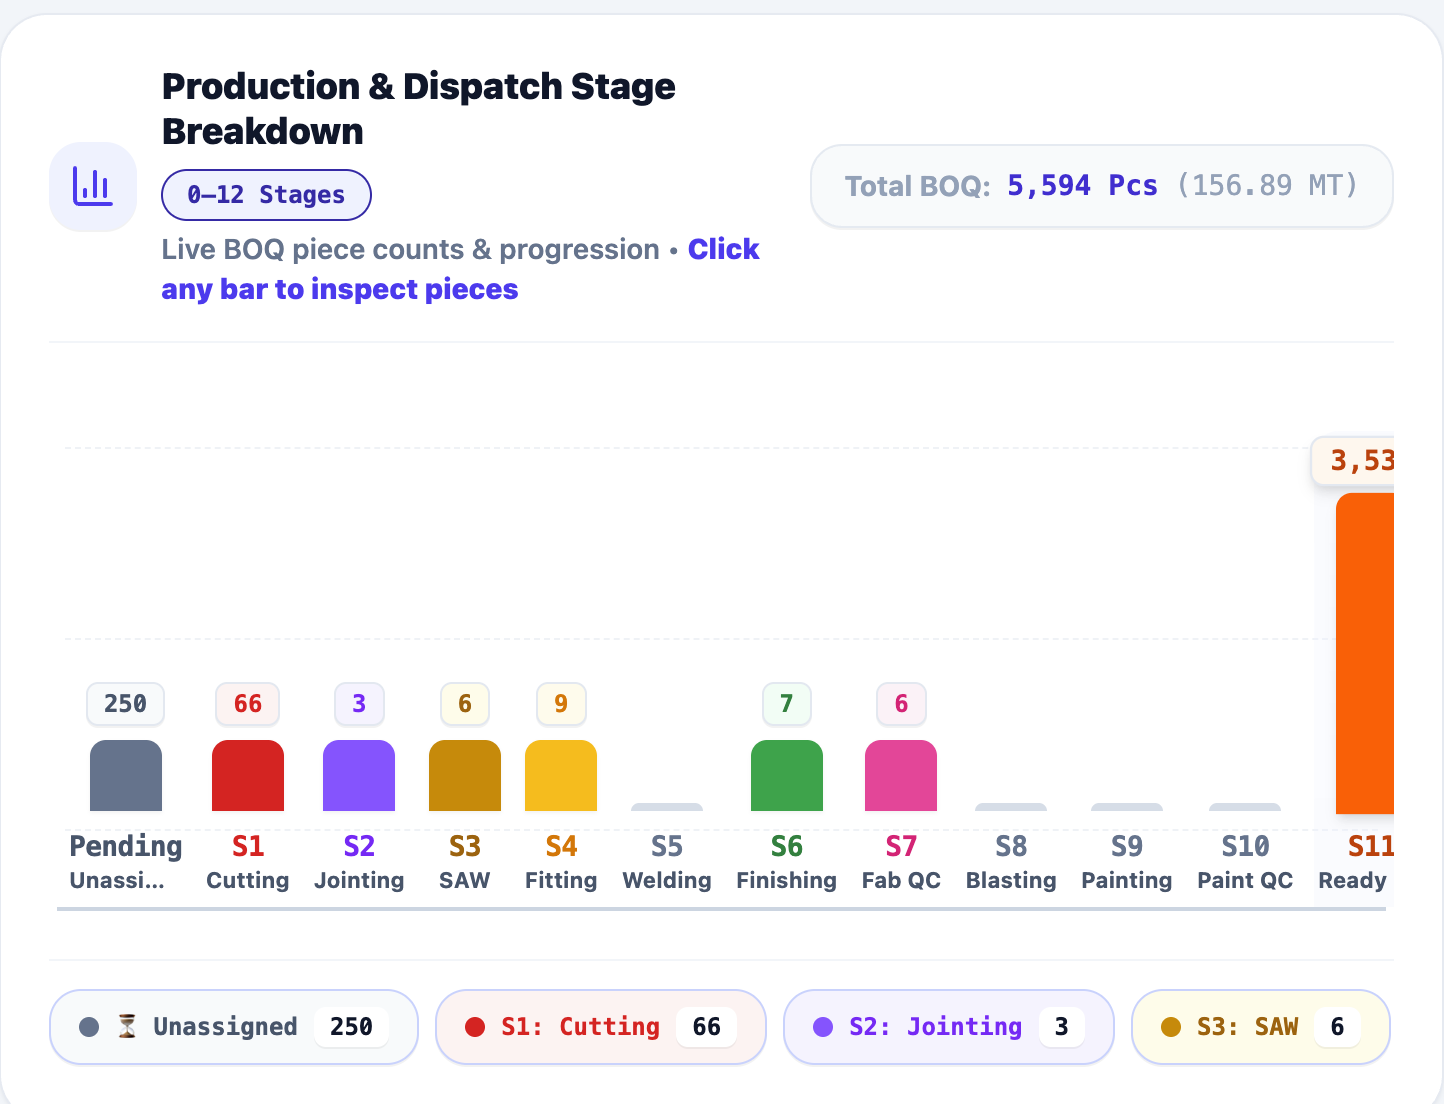 Production & Dispatch Stage
Breakdown
0–12 Stages
Live BOQ piece counts & progression • Click
any bar to inspect pieces
Total BOQ: 5,594 Pcs (156.89 MT)
3,53
250 66 3 6 9 7 6
Pending S1 S2 S3 S4 S5 S6 S7 S8 S9 S10 S11
Unassi... Cutting Jointing SAW Fitting Welding Finishing Fab QC Blasting Painting Paint QC Ready
⏳ Unassigned 250 S1: Cutting 66 S2: Jointing 3 S3: SAW 6